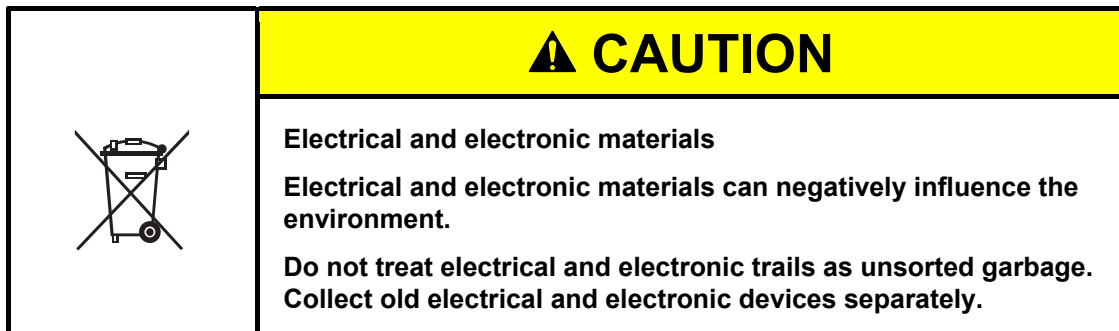 CAUTION
Electrical and electronic materials
Electrical and electronic materials can negatively influence the
environment.
Do not treat electrical and electronic trails as unsorted garbage.
Collect old electrical and electronic devices separately.